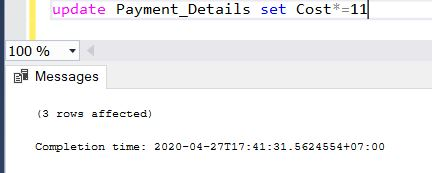 update Payment_Details set Cost*=11
100 %
Messages
(3 rows affected)
Completion time: 2020-04-27T17:41:31.5624554+07:00